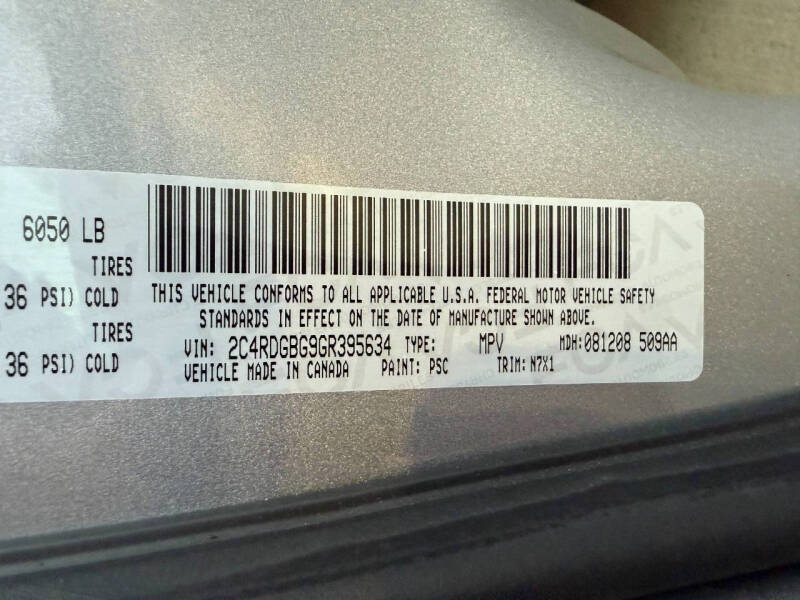 6050 LB
TIRES
36 PSI) COLD
TIRES
36 PSI) COLD
THIS VEHICLE CONFORMS TO ALL APPLICABLE U.S.A. FEDERAL MOTOR VEHICLE SAFETY
STANDARDS IN EFFECT ON THE DATE OF MANUFACTURE SHOWN ABOVE.
VIN: 2C4RDGBG9GR395634 TYPE: MPV MDH:081208 509AA
VEHICLE MADE IN CANADA PAINT: PSC TRIM: N7X1